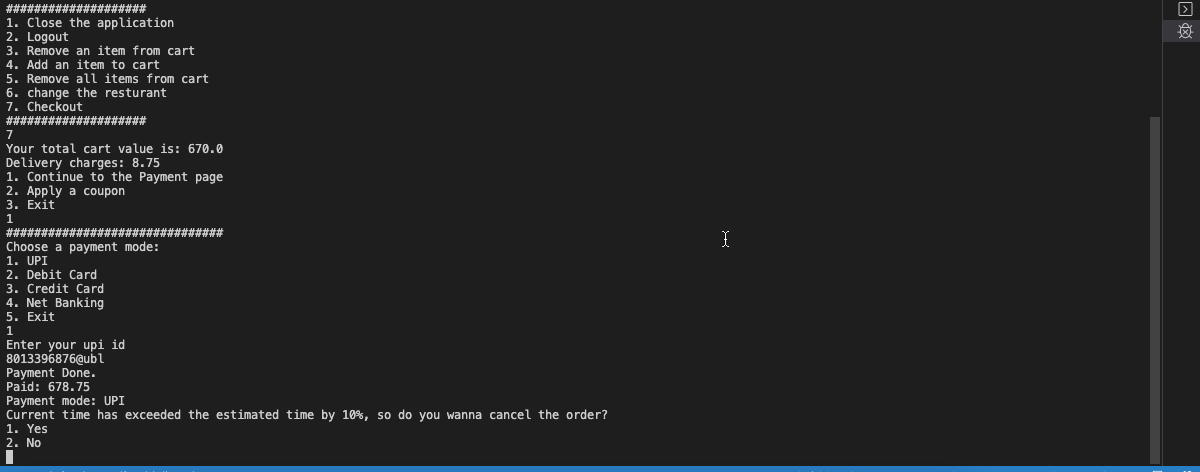 ####################
1. Close the application
2. Logout
3. Remove an item from cart
4. Add an item to cart
5. Remove all items from cart
6. change the resturant
7. Checkout
####################
7
Your total cart value is: 670.0
Delivery charges: 8.75
1. Continue to the Payment page
2. Apply a coupon
3. Exit
1
###############################
Choose a payment mode:
1. UPI
2. Debit Card
3. Credit Card
4. Net Banking
5. Exit
1
Enter your upi id
8013396876@ubl
Payment Done.
Paid: 678.75
Payment mode: UPI
Current time has exceeded the estimated time by 10%, so do you wanna cancel the order?
1. Yes
2. No